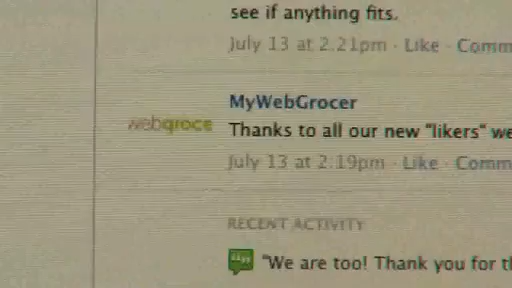 see if anything fits.
July 13 at 2:21pm · Like · Comm
MyWebGrocer
webgroce
Thanks to all our new "likers" we
July 13 at 2:19pm · Like · Comm
RECENT ACTIVITY
"We are too! Thank you for th